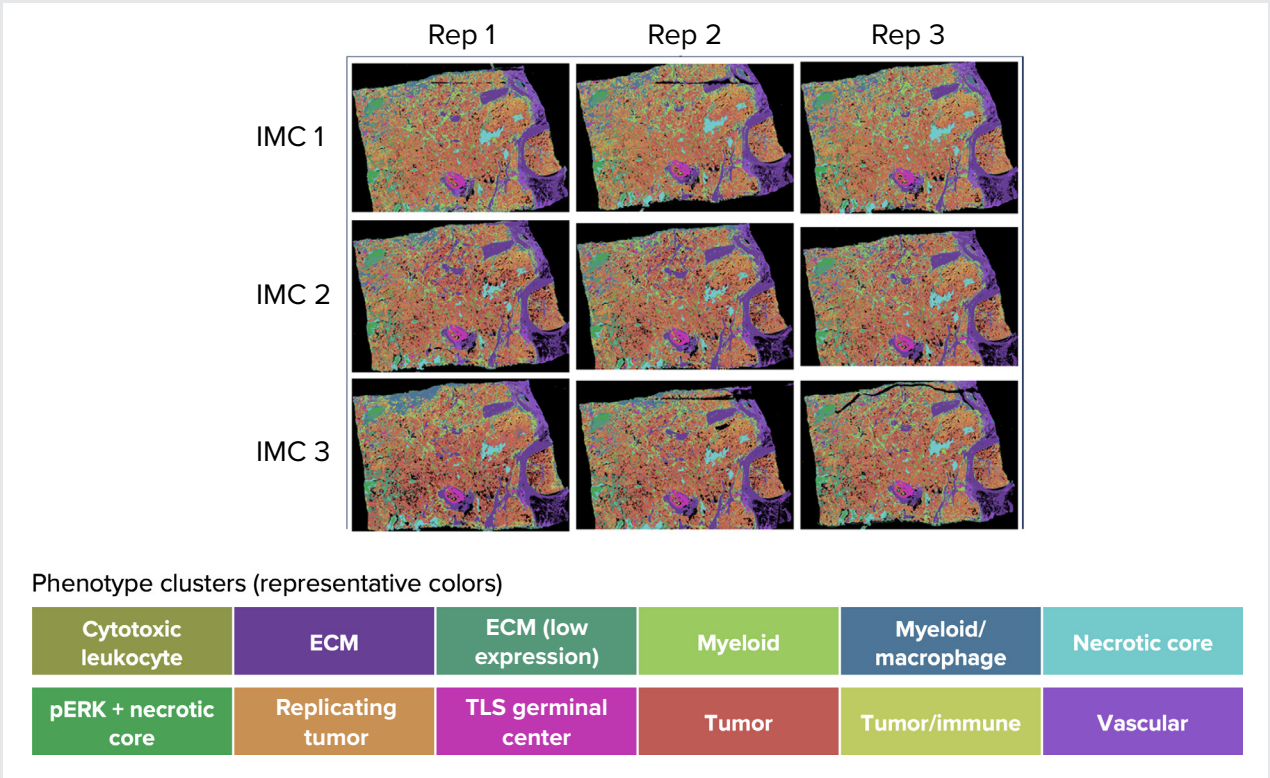 Rep 1 Rep 2 Rep 3
IMC 1
IMC 2
IMC 3
Phenotype clusters (representative colors)
Cytotoxic
leukocyte
ECM
ECM (low
expression)
Myeloid
Myeloid/
macrophage
Necrotic core
pERK + necrotic
core
Replicating
tumor
TLS germinal
center
Tumor
Tumor/immune
Vascular